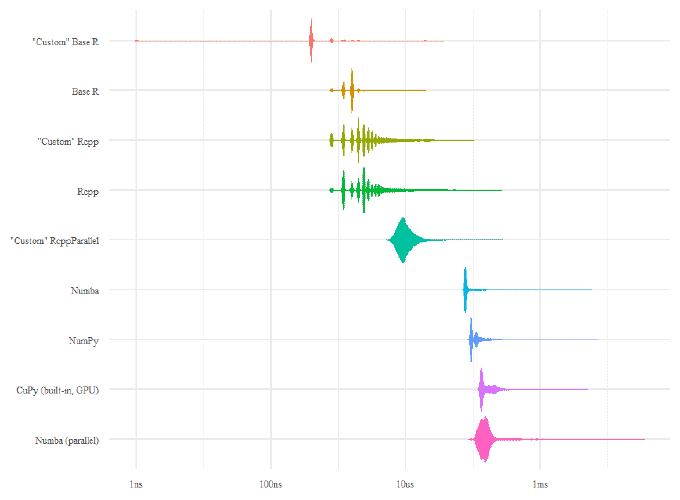 "Custom" Base R
Base R
"Custom" Rcpp
Rcpp
"Custom" RcppParallel
Numba
NumPy
CuPy (built-in, GPU)
Numba (parallel)
1ns 100ns 10us 1ms